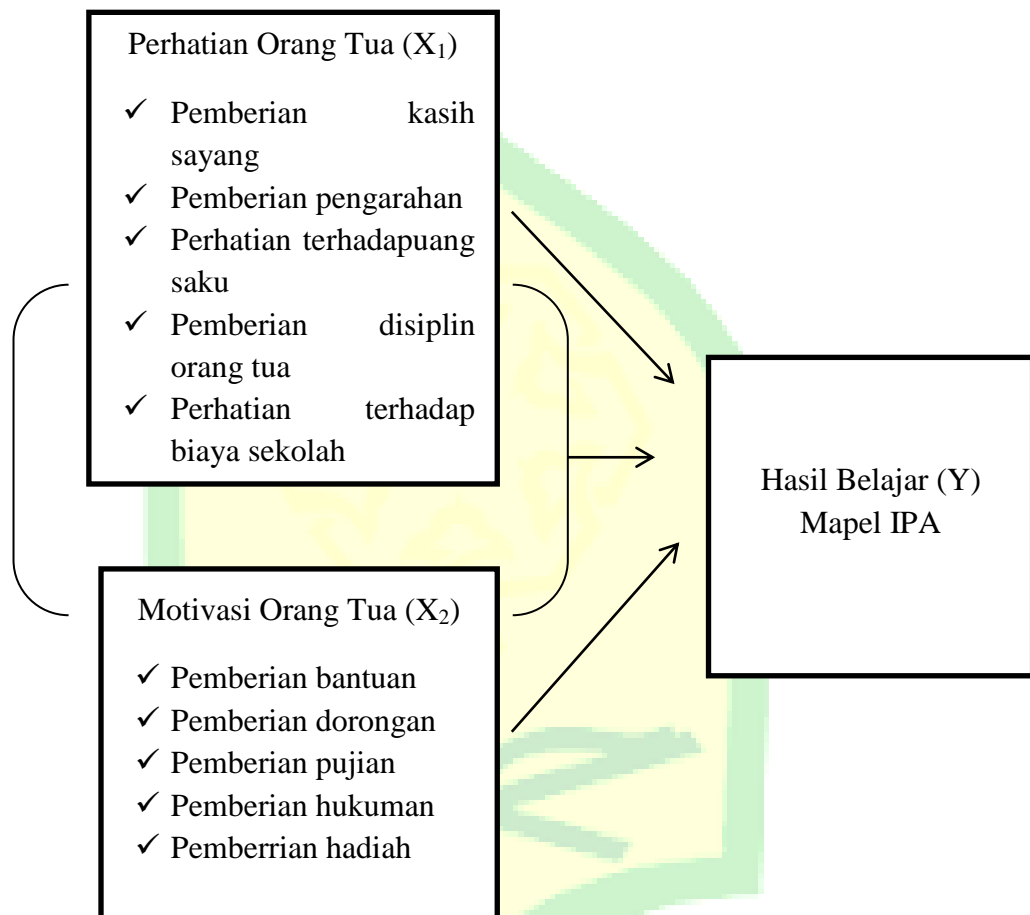 Perhatian Orang Tua (X₁)
✓ Pemberian kasih
sayang
✓ Pemberian pengarahan
✓ Perhatian terhadapuang
saku
✓ Pemberian disiplin
orang tua
✓ Perhatian terhadap
biaya sekolah
Motivasi Orang Tua (X₂)
✓ Pemberian bantuan
✓ Pemberian dorongan
✓ Pemberian pujian
✓ Pemberian hukuman
✓ Pemberrian hadiah
Hasil Belajar (Y)
Mapel IPA